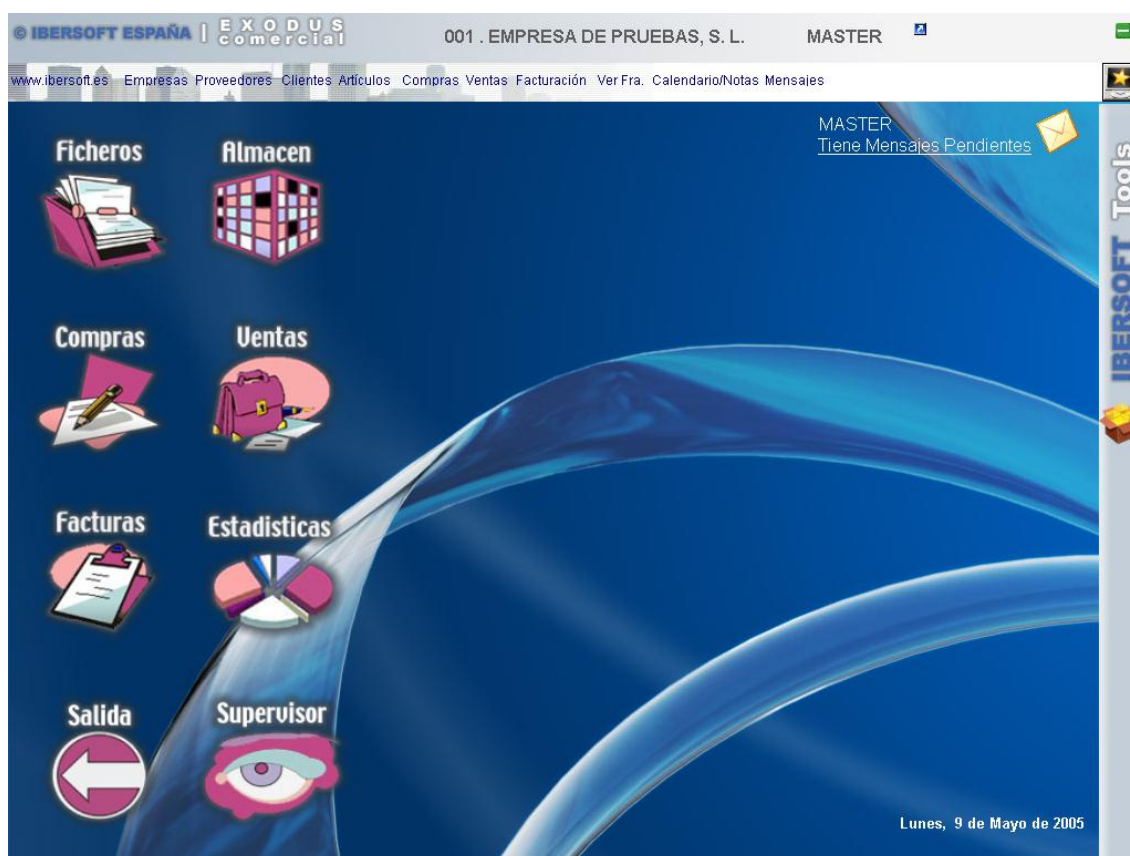 © IBERSOFT ESPAÑA | EXODUS comercial 001 . EMPRESA DE PRUEBAS, S. L. MASTER
www.ibersoft.es Empresas Proveedores Clientes Artículos Compras Ventas Facturación Ver Fra. Calendario/Notas Mensajes
MASTER
Tiene Mensajes Pendientes
Ficheros Almacen
Compras Ventas
Facturas Estadisticas
Salida Supervisor
IBERSOFT Tools
Lunes, 9 de Mayo de 2005